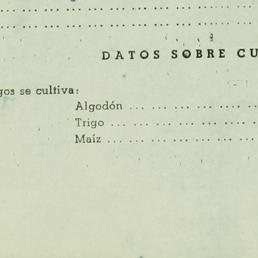 ... ... ... ... ... ... ... ... ... ... ... ... ... ...
... ... ... ... ... ... ... ... ... ... ... ... ... ...
DATOS SOBRE CU
gos se cultiva:
Algodón ... ... ... ... ... ... ...
Trigo ... ... ... ... ... ... ... ...
Maíz ... ... ... ... ... ... ... ...